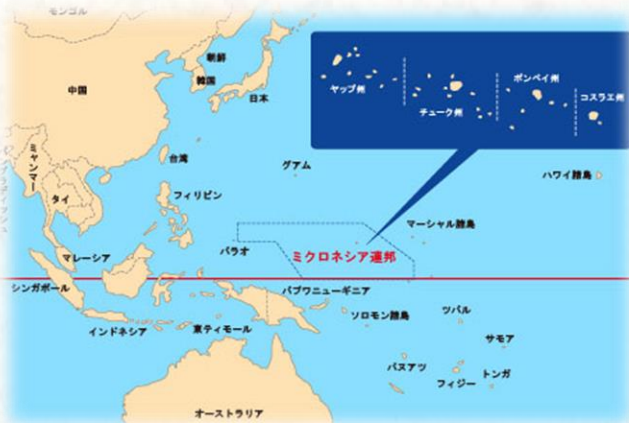 モンゴル
朝鮮
韓国
中国
日本
ヤップ州
チューク州
ポンペイ州
コスラエ州
ミャンマー
台湾
グアム
ハワイ諸島
タイ
フィリピン
マーシャル諸島
パラオ
ミクロネシア連邦
マレーシア
シンガポール
パプワニューギニア
インドネシア
東ティモール
ソロモン諸島
ツバル
サモア
バヌアツ
フィジー
トンガ
オーストラリア